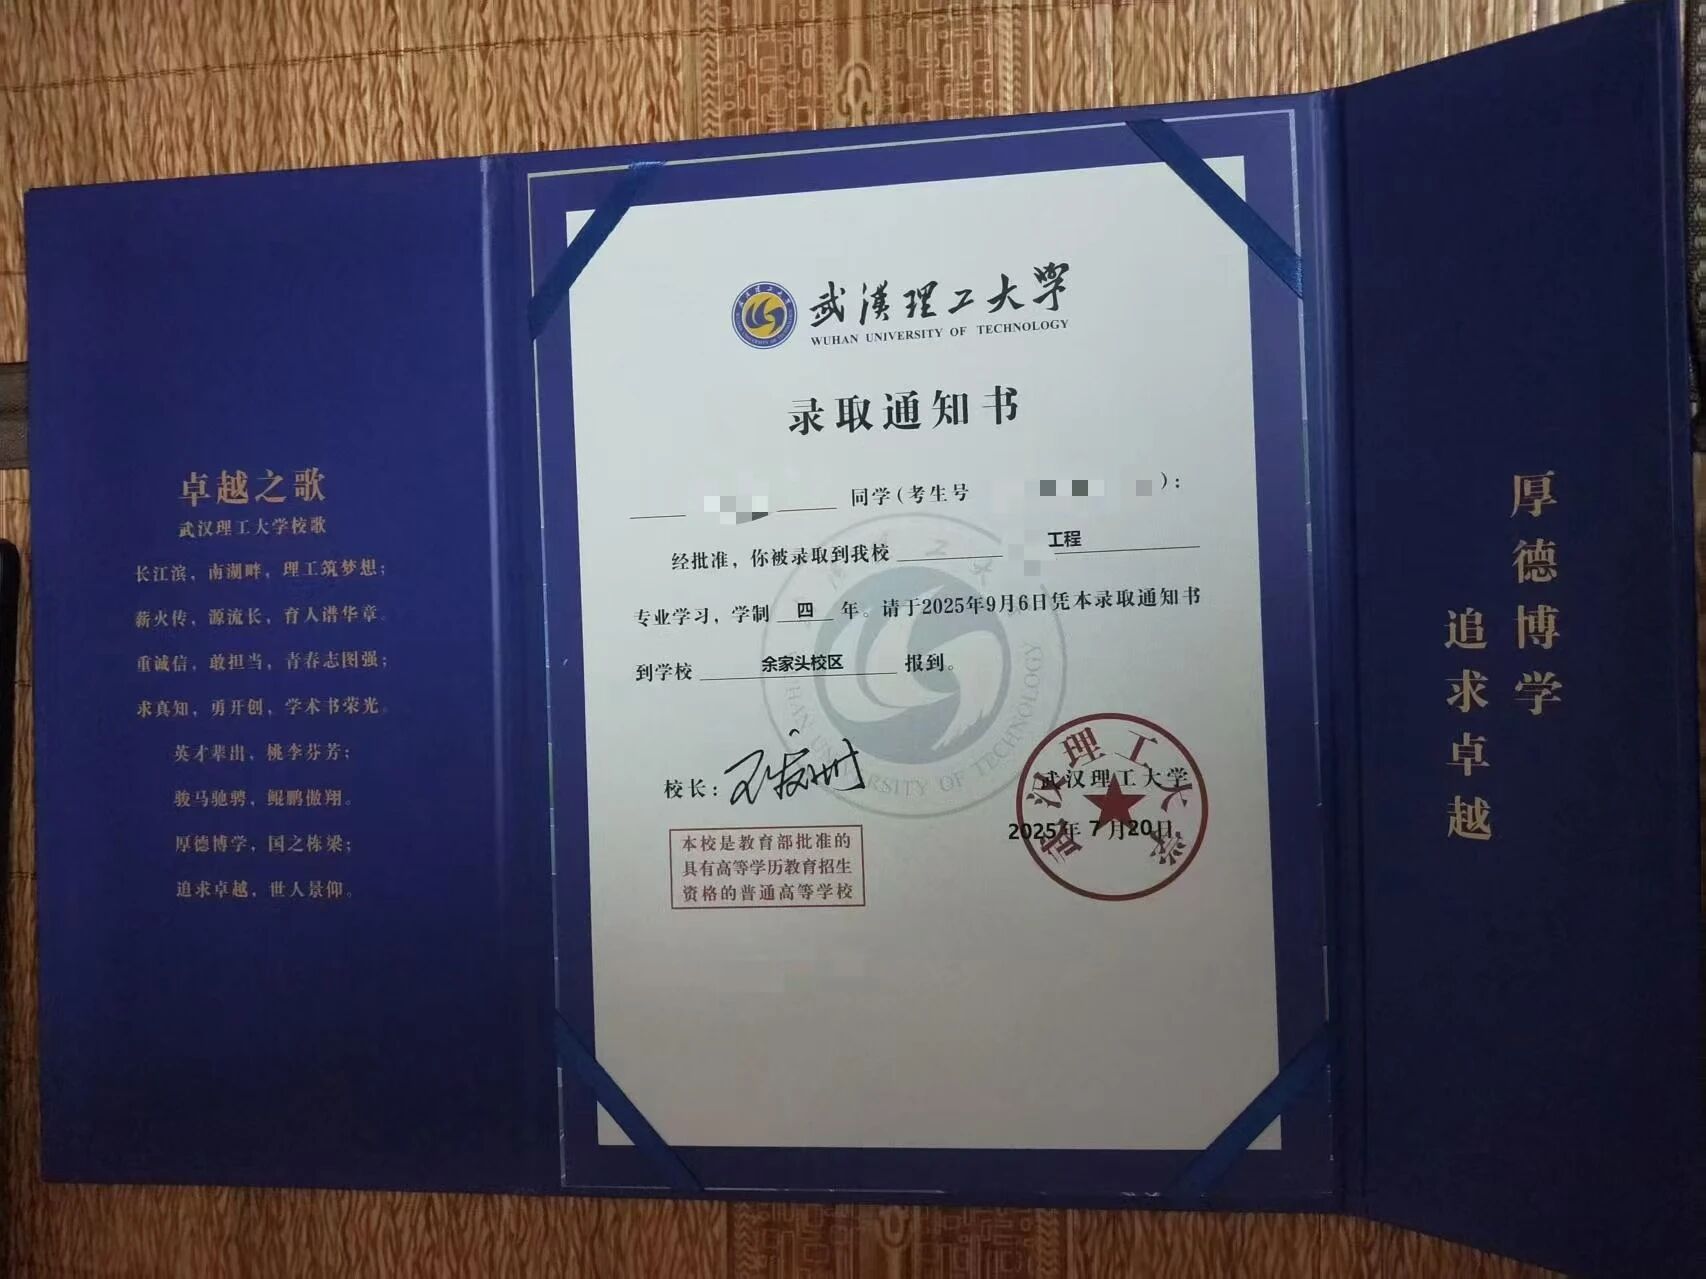 卓越之歌
武汉理工大学校歌
长江滨，南湖畔，理工筑梦想；
薪火传，源流长，育人谱华章。
重诚信，敢担当，青春志图强；
求真知，勇开创，学术书荣光。
英才辈出，桃李芬芳；
骏马驰骋，鲲鹏傲翔。
厚德博学，国之栋梁；
追求卓越，世人景仰。
武漢理工大學
WUHAN UNIVERSITY OF TECHNOLOGY
录取通知书
同学（考生号 ）：
经批准，你被录取到我校 工程
专业学习，学制 四 年。请于2025年9月6日凭本录取通知书
到学校 余家头校区 报到。
校长：
武汉理工大学
2025年 7月20日
武汉理工大学
本校是教育部批准的
具有高等学历教育招生
资格的普通高等学校
厚德博学
追求卓越